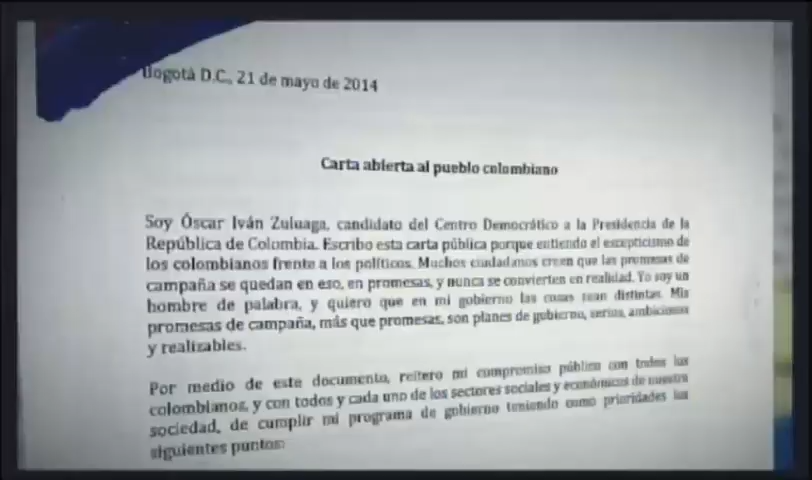 Bogotá D.C., 21 de mayo de 2014
Carta abierta al pueblo colombiano
Soy Óscar Iván Zuluaga, candidato del Centro Democrático a la Presidencia de la
República de Colombia. Escribo esta carta pública porque entiendo el escepticismo de
los colombianos frente a los políticos. Muchos ciudadanos creen que las promesas de
campaña se quedan en eso, en promesas, y nunca se convierten en realidad. Yo soy un
hombre de palabra, y quiero que en mi gobierno las cosas sean distintas. Mis
promesas de campaña, más que promesas, son planes de gobierno, serios, ambiciosos
y realizables.
Por medio de este documento, reitero mi compromiso público con todos los
colombianos, y con todos y cada uno de los sectores sociales y económicos de nuestra
sociedad, de cumplir mi programa de gobierno teniendo como prioridades los
siguientes puntos: